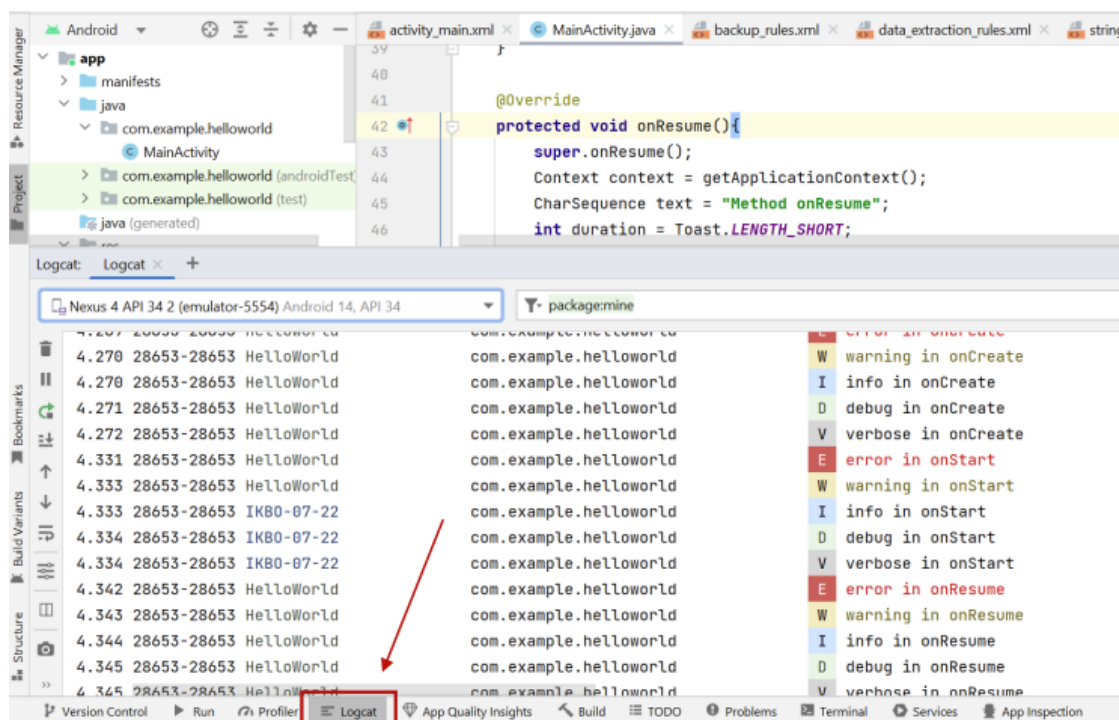 Android
activity_main.xml
MainActivity.java
backup_rules.xml
data_extraction_rules.xml
Resource Manager
Project
Bookmarks
Build Variants
Structure
app
manifests
java
com.example.helloworld
MainActivity
com.example.helloworld (androidTest
com.example.helloworld (test)
java (generated)
39 }
40
41 @Override
42 protected void onResume(){
43 super.onResume();
44 Context context = getApplicationContext();
45 CharSequence text = "Method onResume";
46 int duration = Toast.LENGTH_SHORT;
Logcat: Logcat
Nexus 4 API 34 2 (emulator-5554) Android 14, API 34
package:mine
4.270 28653-28653 HelloWorld com.example.helloworld W warning in onCreate
4.270 28653-28653 HelloWorld com.example.helloworld I info in onCreate
4.271 28653-28653 HelloWorld com.example.helloworld D debug in onCreate
4.272 28653-28653 HelloWorld com.example.helloworld V verbose in onCreate
4.331 28653-28653 HelloWorld com.example.helloworld E error in onStart
4.333 28653-28653 HelloWorld com.example.helloworld W warning in onStart
4.333 28653-28653 IKBO-07-22 com.example.helloworld I info in onStart
4.334 28653-28653 IKBO-07-22 com.example.helloworld D debug in onStart
4.334 28653-28653 IKBO-07-22 com.example.helloworld V verbose in onStart
4.342 28653-28653 HelloWorld com.example.helloworld E error in onResume
4.343 28653-28653 HelloWorld com.example.helloworld W warning in onResume
4.344 28653-28653 HelloWorld com.example.helloworld I info in onResume
4.345 28653-28653 HelloWorld com.example.helloworld D debug in onResume
4.345 28653-28653 HelloWorld com.example.helloworld V verbose in onResume
Version Control Run Profiler Logcat App Quality Insights Build TODO Problems Terminal Services App Inspection